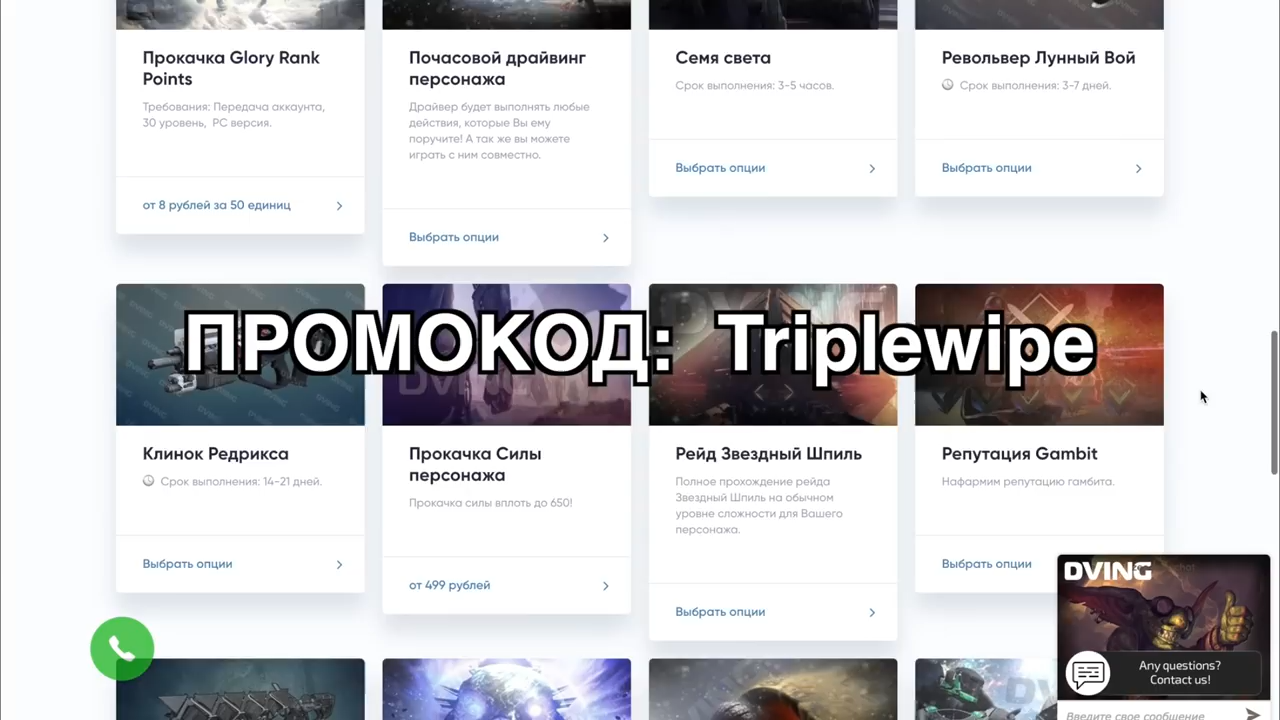 Прокачка Glory Rank
Points
Требования: Передача аккаунта,
30 уровень, PC версия.
от 8 рублей за 50 единиц
Почасовой драйвинг
персонажа
Драйвер будет выполнять любые
действия, которые Вы ему
поручите! А так же вы можете
играть с ним совместно.
Выбрать опции
Семя света
Срок выполнения: 3-5 часов.
Выбрать опции
Револьвер Лунный Вой
Срок выполнения: 3-7 дней.
Выбрать опции
ПРОМОКОД: Triplewipe
Клинок Редрикса
Срок выполнения: 14-21 дней.
Выбрать опции
Прокачка Силы
персонажа
Прокачка силы вплоть до 650!
от 499 рублей
Рейд Звездный Шпиль
Полное прохождение рейда
Звездный Шпиль на обычном
уровне сложности для Вашего
персонажа.
Выбрать опции
Репутация Gambit
Нафармим репутацию гамбита.
Выбрать опции
DVING
Any questions?
Contact us!
Введите свое сообщение